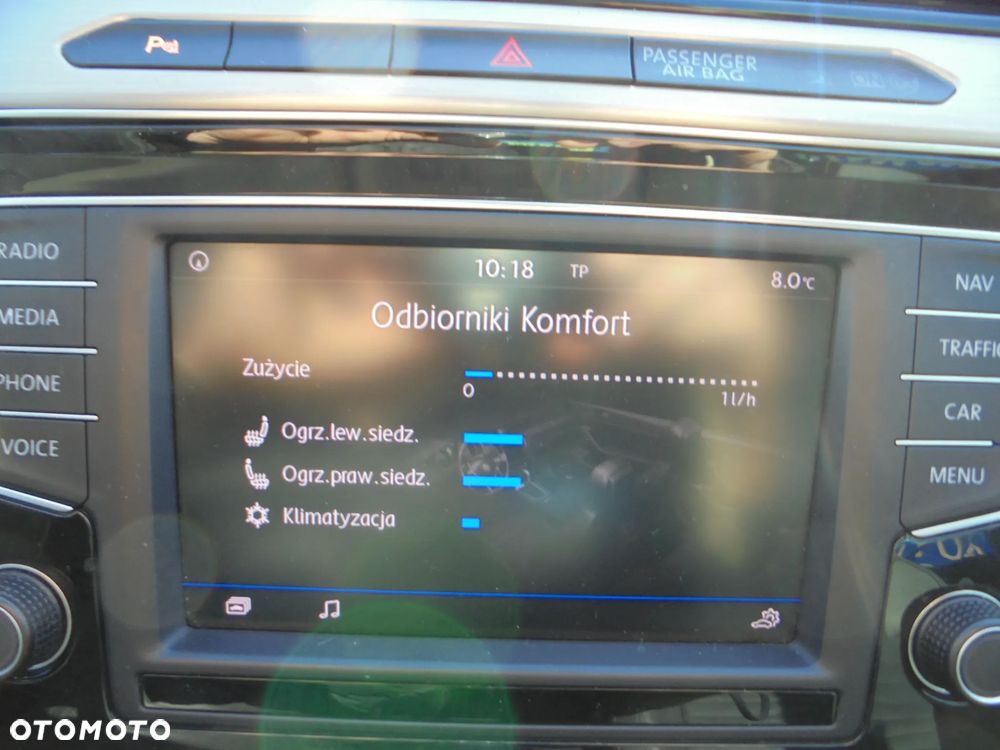 P
PASSENGER
AIR BAG
RADIO
MEDIA
PHONE
VOICE
10:18 TP 8.0°C
Odbiorniki Komfort
Zużycie
0 1 l/h
Ogrz.lew.siedz.
Ogrz.praw.siedz.
Klimatyzacja
NAV
TRAFFIC
CAR
MENU
OTOMOTO